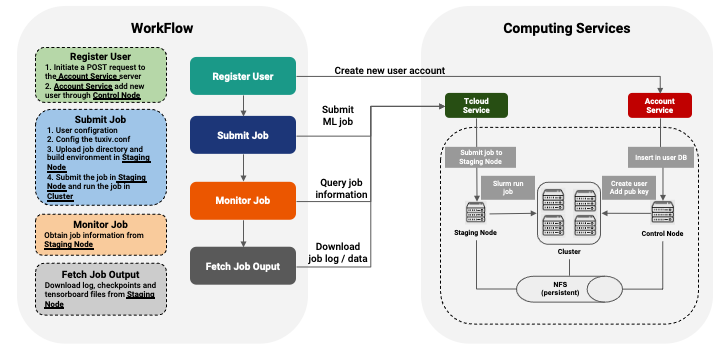 WorkFlow
Register User
1. Initiate a POST request to
the Account Service server
2. Account Service add new
user through Control Node
Submit Job
1. User configration
2. Config the tuxiv.conf
3. Upload job directory and
build environment in Staging
Node
4. Submit the job in Staging
Node and run the job in
Cluster
Monitor Job
Obtain job information from
Staging Node
Fetch Job Output
Download log, checkpoints and
tensorboard files from Staging
Node
Register User
Submit Job
Monitor Job
Fetch Job Ouput
Create new user account
Submit
ML job
Query job
information
Download
job log / data
Computing Services
Tcloud
Service
Account
Service
Submit job to
Staging Node
Insert in user DB
Slurm run
job
Create user
Add pub key
Staging Node
Cluster
Control Node
NFS
(persistent)